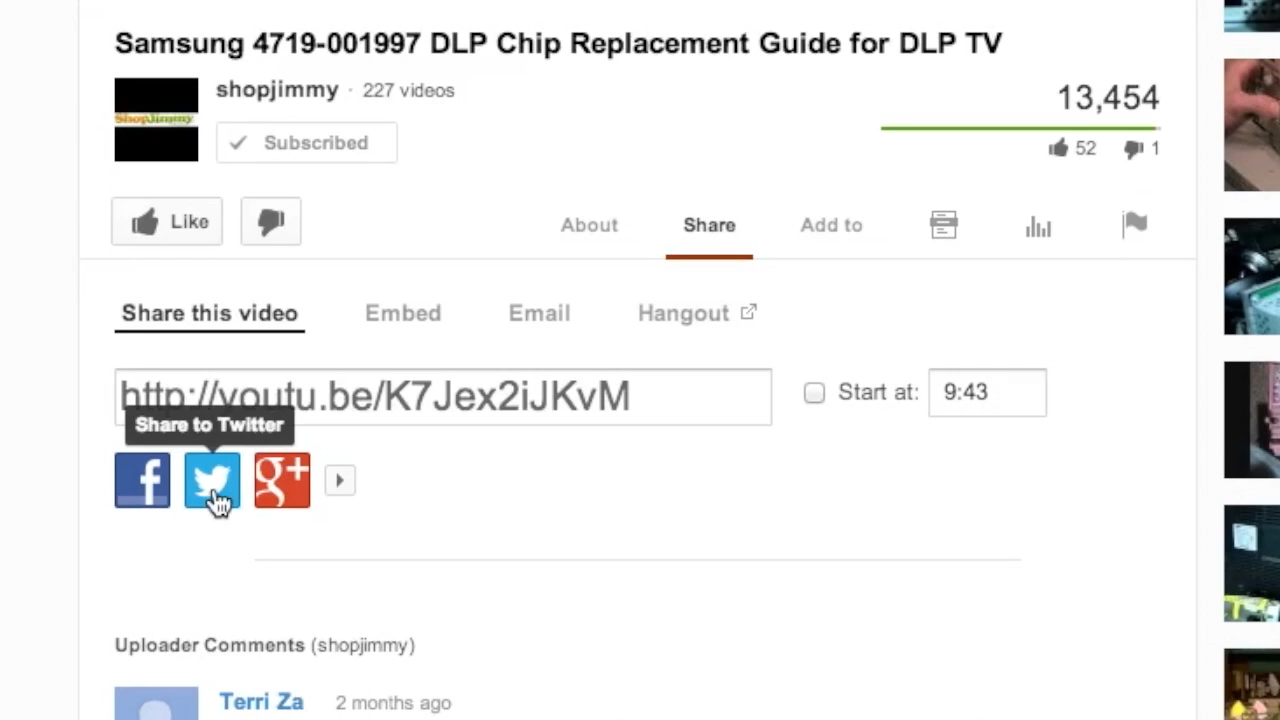 Samsung 4719-001997 DLP Chip Replacement Guide for DLP TV
shopjimmy · 227 videos
ShopJimmy
Subscribed
13,454
52 1
Like
About Share Add to
Share this video Embed Email Hangout
http://youtu.be/K7Jex2iJKvM
Start at: 9:43
Share to Twitter
f g+
Uploader Comments (shopjimmy)
Terri Za 2 months ago